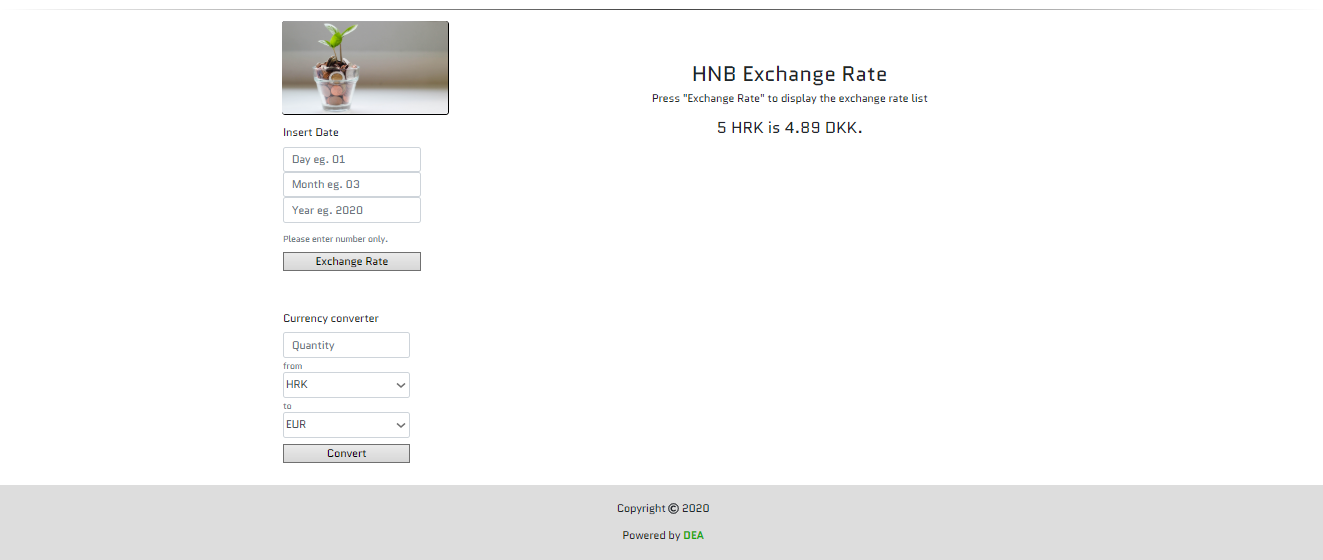 Insert Date
Day eg. 01
Month eg. 03
Year eg. 2020
Please enter number only.
Exchange Rate
Currency converter
Quantity
from
HRK
to
EUR
Convert
HNB Exchange Rate
Press "Exchange Rate" to display the exchange rate list
5 HRK is 4.89 DKK.
Copyright © 2020
Powered by DEA